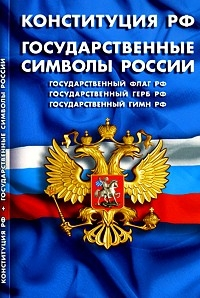 КОНСТИТУЦИЯ РФ
ГОСУДАРСТВЕННЫЕ
СИМВОЛЫ РОССИИ
ГОСУДАРСТВЕННЫЙ ФЛАГ РФ
ГОСУДАРСТВЕННЫЙ ГЕРБ РФ
ГОСУДАРСТВЕННЫЙ ГИМН РФ
КОНСТИТУЦИЯ РФ • ГОСУДАРСТВЕННЫЕ СИМВОЛЫ РОССИИ